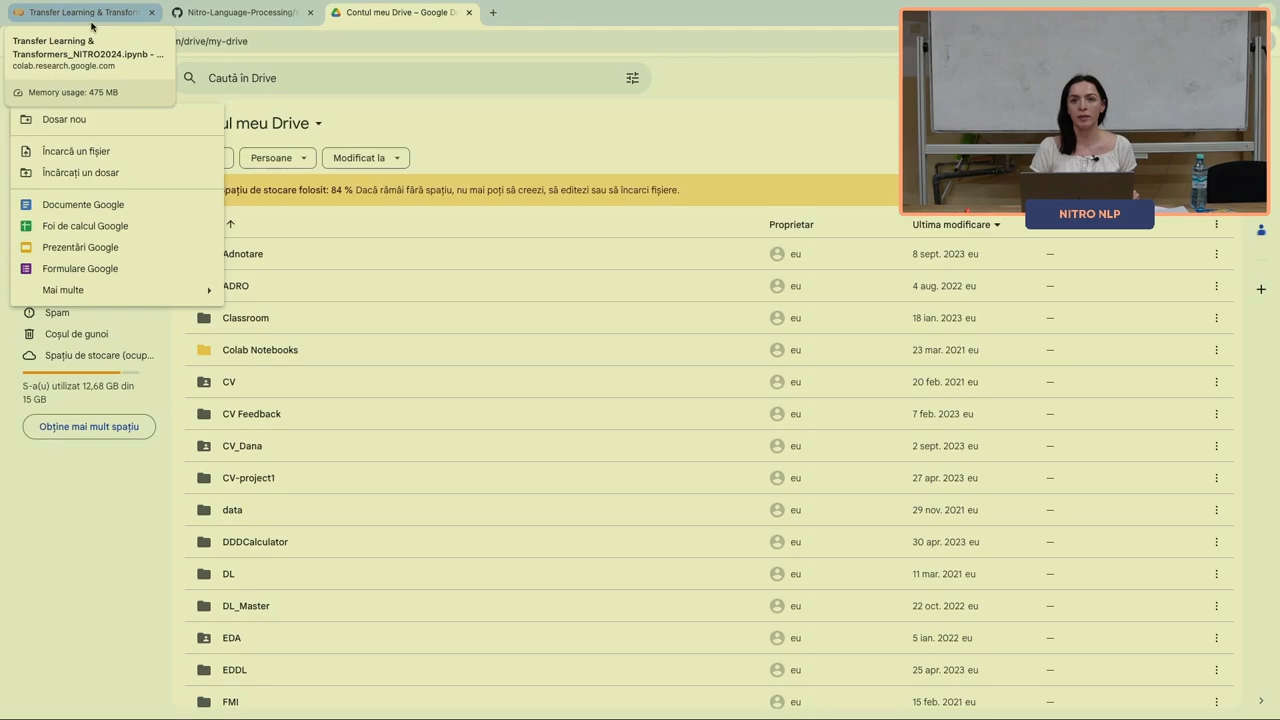 Transfer Learning & Transform
Nitro-Language-Processing/
Contul meu Drive – Google D
Transfer Learning &
Transformers_NITRO2024.ipynb - ...
colab.research.google.com
Memory usage: 475 MB
m/drive/my-drive
Caută în Drive
Dosar nou
Încarcă un fișier
Încărcați un dosar
Documente Google
Foi de calcul Google
Prezentări Google
Formulare Google
Mai multe
Spam
Coșul de gunoi
Spațiu de stocare (ocup...
S-a(u) utilizat 12,68 GB din
15 GB
Obține mai mult spațiu
ul meu Drive
Persoane
Modificat la
spațiu de stocare folosit: 84 % Dacă rămâi fără spațiu, nu mai poți să creezi, să editezi sau să încarci fișiere.
Proprietar Ultima modificare
Adnotare eu 8 sept. 2023 eu —
ADRO eu 4 aug. 2022 eu —
Classroom eu 18 ian. 2023 eu —
Colab Notebooks eu 23 mar. 2021 eu —
CV eu 20 feb. 2021 eu —
CV Feedback eu 7 feb. 2023 eu —
CV_Dana eu 2 sept. 2023 eu —
CV-project1 eu 27 apr. 2023 eu —
data eu 29 nov. 2021 eu —
DDDCalculator eu 30 apr. 2023 eu —
DL eu 11 mar. 2021 eu —
DL_Master eu 22 oct. 2022 eu —
EDA eu 5 ian. 2022 eu —
EDDL eu 25 apr. 2023 eu —
FMI eu 15 feb. 2021 eu —
NITRO NLP